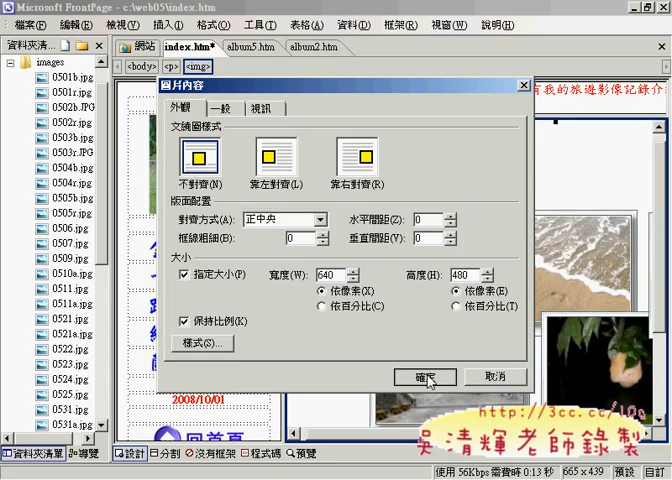 Microsoft FrontPage - c:\web05\index.htm
檔案(F) 編輯(E) 檢視(V) 插入(I) 格式(O) 工具(T) 表格(A) 資料(D) 框架(R) 視窗(W) 說明(H)
資料夾清... 網站 index.htm* album5.htm album2.htm
<body> <p> <img>
images
0501b.jpg
0501r.jpg
0502b.JPG
0502r.jpg
0503b.jpg
0503r.JPG
0504b.jpg
0504r.jpg
0505b.jpg
0505r.jpg
0506.jpg
0507.jpg
0509.jpg
0510a.jpg
0511.jpg
0511a.jpg
0521.jpg
0521a.jpg
0522.jpg
0523.jpg
0524.jpg
0525.jpg
0531.jpg
0531a.jpg
有我的旅遊影像記錄介
圖片內容
外觀 一般 視訊
文繞圖樣式
不對齊(N) 靠左對齊(L) 靠右對齊(R)
版面配置
對齊方式(A): 正中央 水平間距(Z): 0
框線粗細(B): 0 垂直間距(V): 0
大小
指定大小(P) 寬度(W): 640 高度(H): 480
依像素(X) 依像素(E)
依百分比(C) 依百分比(T)
保持比例(K)
樣式(S)...
確定 取消
2008/10/01
回首頁
http://3cc.cc/10g
吳清輝老師錄製
資料夾清單 導覽 設計 分割 沒有框架 程式碼 預覽
使用 56Kbps 需費時 0:13 秒 665 x 439 預設 自訂